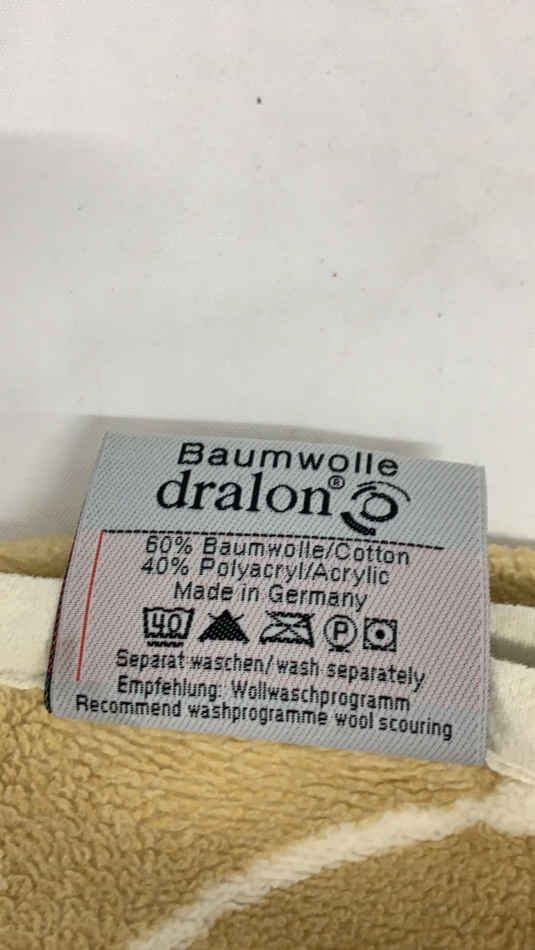 Baumwolle
dralon®
60% Baumwolle/Cotton
40% Polyacryl/Acrylic
Made in Germany
40 P
Separat waschen/wash separately
Empfehlung: Wollwaschprogramm
Recommend washprogramme wool scouring